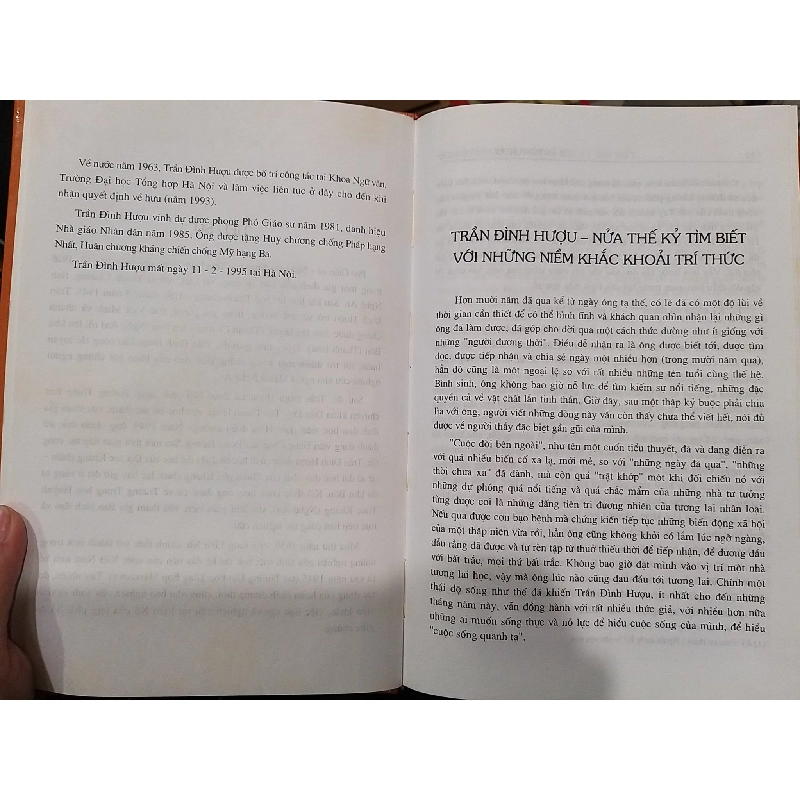 Về nước năm 1963, Trần Đình Hượu được bố trí công tác tại Khoa Ngữ văn,
Trường Đại học Tổng hợp Hà Nội và làm việc liên tục ở đây cho đến khi
nhận quyết định về hưu (năm 1993).
Trần Đình Hượu vinh dự được phong Phó Giáo sư năm 1981, danh hiệu
Nhà giáo Nhân dân năm 1985. Ông được tặng Huy chương chống Pháp hạng
Nhất, Huân chương kháng chiến chống Mỹ hạng Ba.
Trần Đình Hượu mất ngày 11 - 2 - 1995 tại Hà Nội.
TRẦN ĐÌNH HƯỢU – NỬA THẾ KỶ TÌM BIẾT
VỚI NHỮNG NIỀM KHẮC KHOẢI TRÍ THỨC
Hơn mười năm đã qua kể từ ngày ông tạ thế, có lẽ đã có một độ lùi về
thời gian cần thiết để có thể bình tĩnh và khách quan nhìn nhận lại những gì
ông đã làm được, đã góp cho đời qua một cách thức dường như ít giống với
những "người đương thời". Điều dễ nhận ra là ông được biết tới, được tìm
đọc, được tiếp nhận và chia sẻ ngày một nhiều hơn (trong mười năm qua),
hẳn đó cũng là một ngoại lệ so với rất nhiều những tên tuổi cùng thế hệ.
Bình sinh, ông không bao giờ nỗ lực để tìm kiếm sự nổi tiếng, những đặc
quyền cả về vật chất lẫn tinh thần. Giờ đây, sau một thập kỷ buộc phải chia
lìa với ông, người viết những dòng này vẫn còn thấy chưa thể viết hết, nói đủ
được về người thầy đặc biệt gần gũi của mình.
"Cuộc đời bên ngoài", như tên một cuốn tiểu thuyết, đã và đang diễn ra
với quá nhiều biến cố xa lạ, mới mẻ, so với "những ngày đã qua", "những
thời chưa xa" đã đành, mà còn quá "trật khớp" một khi đối chiếu nó với
những dự phóng quá nổi tiếng và quá chắc mẩm của những nhà tư tưởng
từng được coi là những đấng tiên tri đương nhiên của tương lai nhân loại.
Nếu qua được cơn bạo bệnh mà chứng kiến tiếp tục những biến động xã hội
của một thập niên vừa rồi, hẳn ông cũng không khỏi có lắm lúc ngỡ ngàng,
dẫu rằng đã được và tự rèn tập từ thuở thiếu thời để tiếp nhận, để đương đầu
với bất trắc, mọi thứ bất trắc. Không bao giờ đặt mình vào vị trí một nhà
tương lai học, vậy mà ông lúc nào cũng đau đáu tới tương lai. Chính một
thái độ sống như thế đã khiến Trần Đình Hượu, ít nhất cho đến những
tháng năm này, vẫn đồng hành với rất nhiều thức giả, với nhiều hơn nữa
những ai muốn sống thực và nỗ lực để hiểu cuộc sống của mình, để hiểu
"cuộc sống quanh ta".